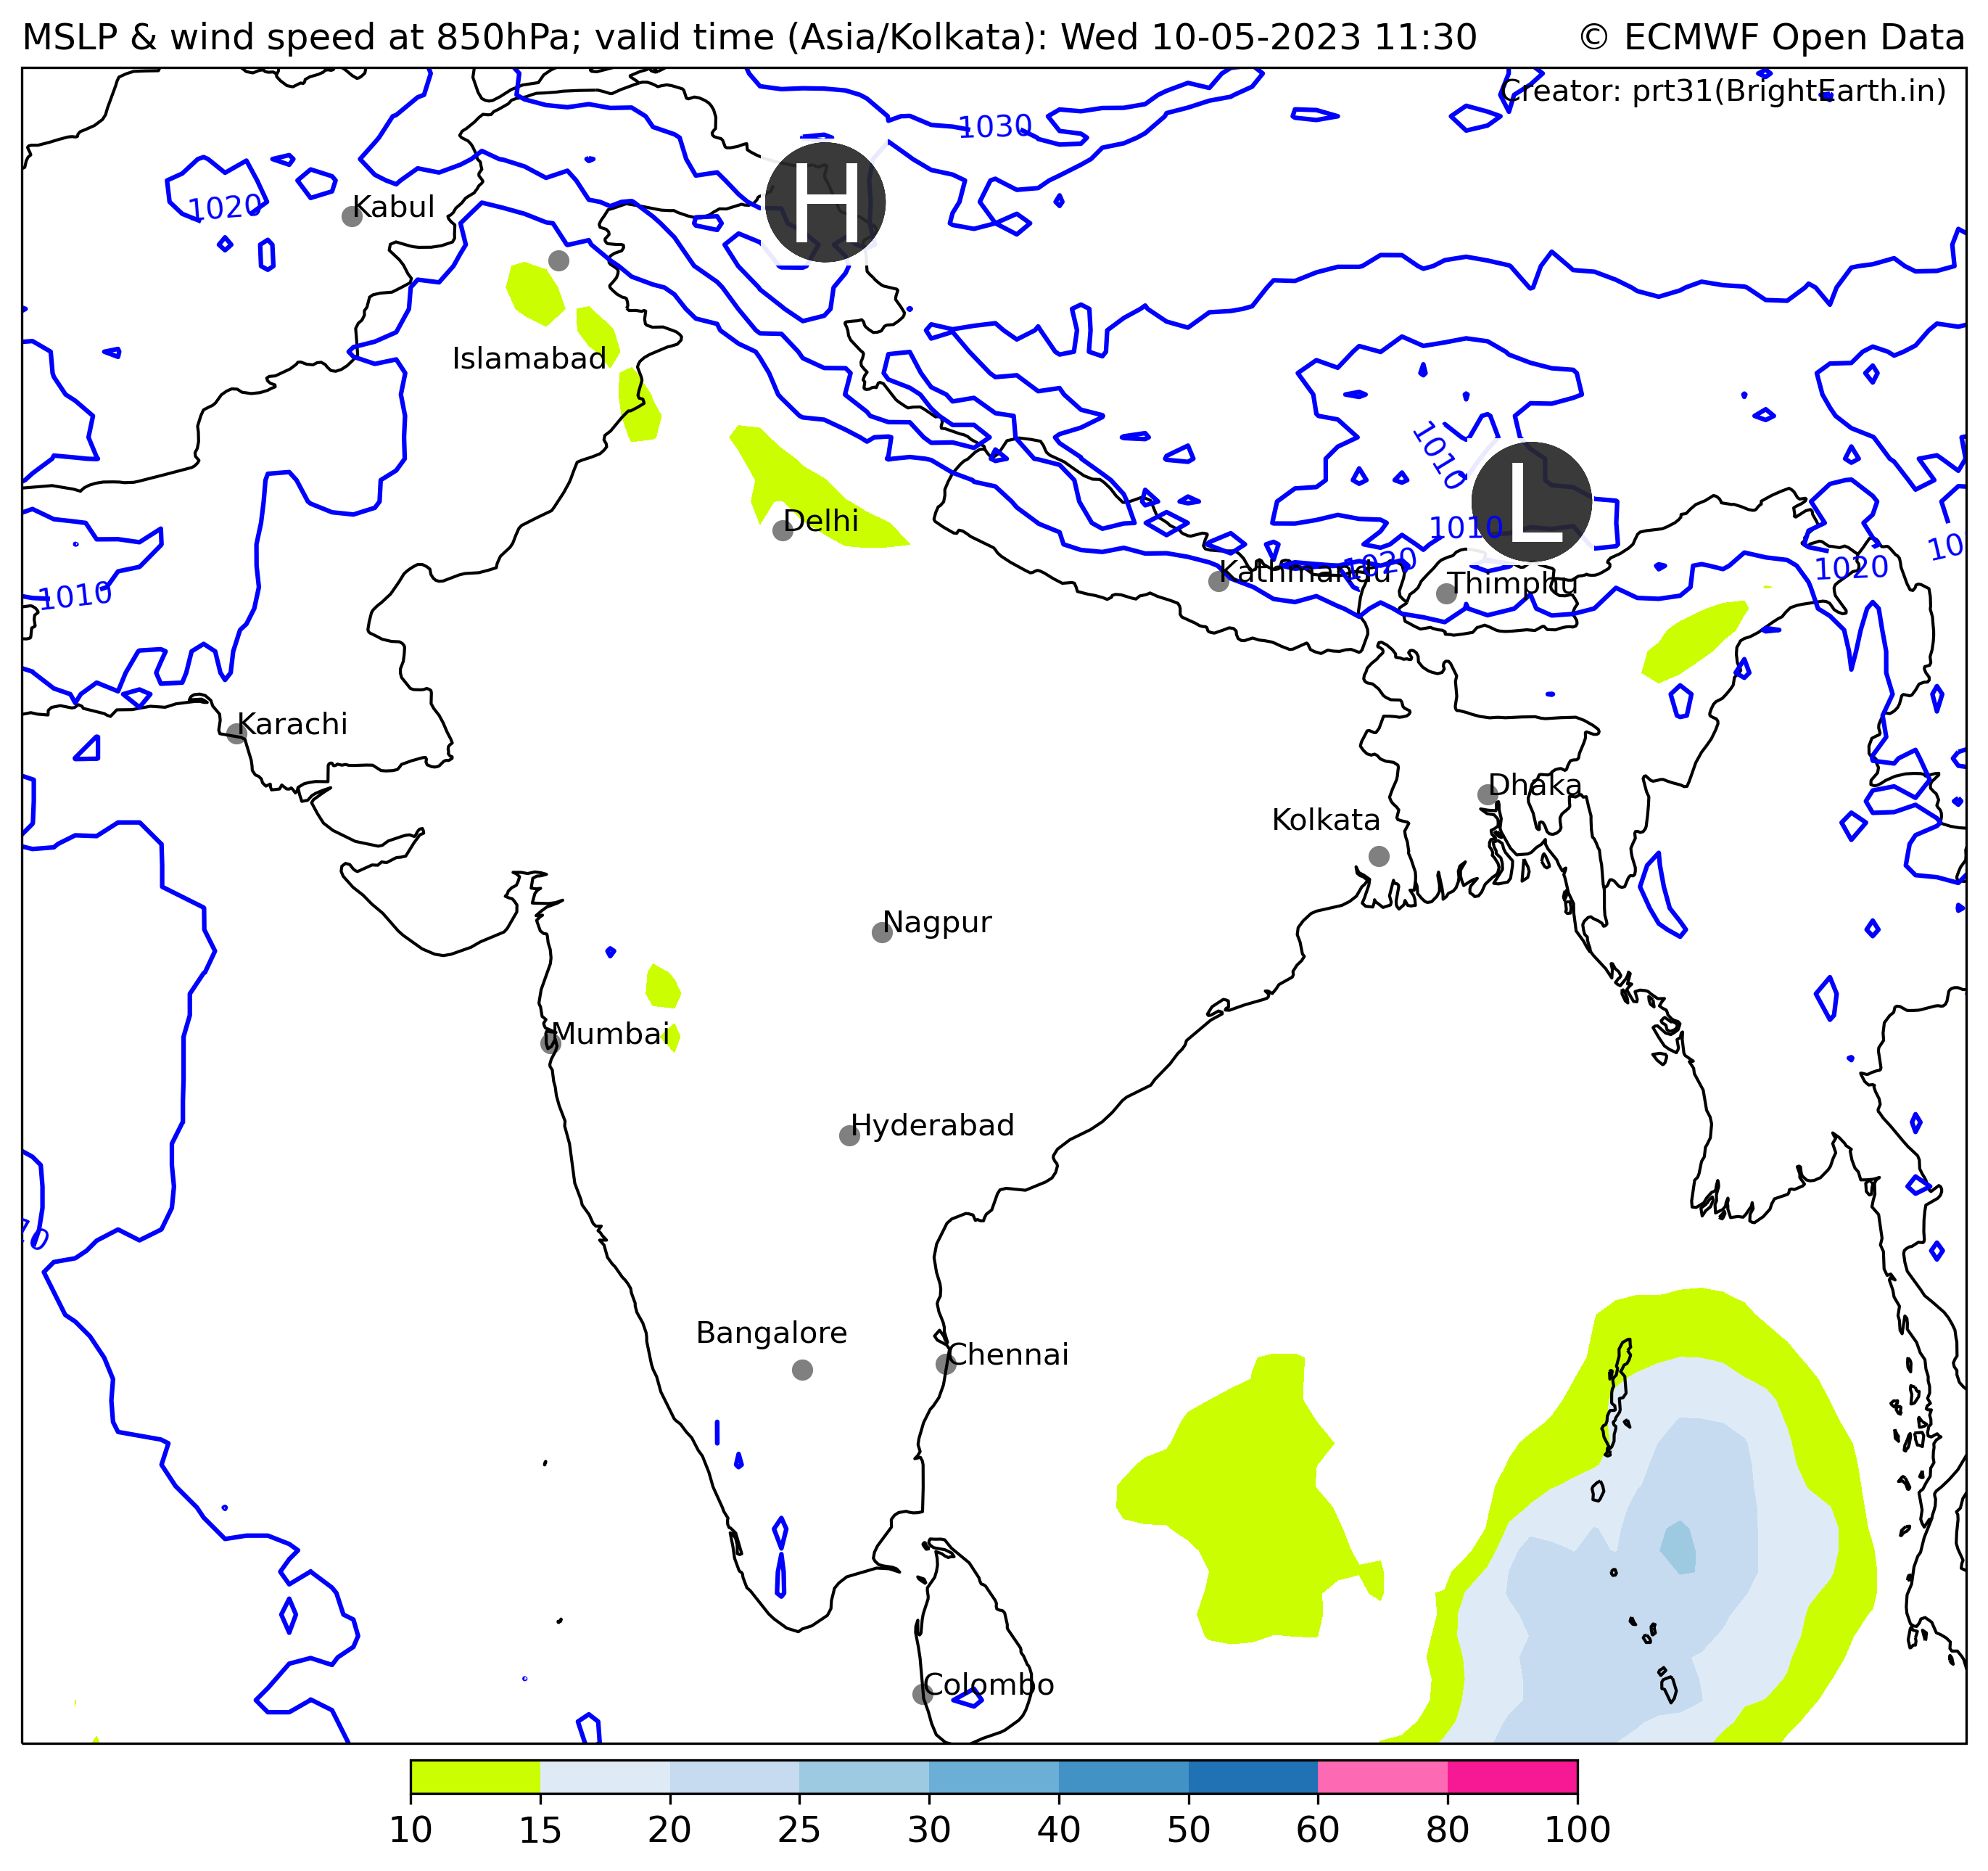 MSLP & wind speed at 850hPa; valid time (Asia/Kolkata): Wed 10-05-2023 11:30 © ECMWF Open Data
Creator: prt31(BrightEarth.in)
1030
H
1020
Kabul
Islamabad
1010
L
Delhi
1010
1020
Kathmandu
Thimphu
1020
10
1010
Karachi
Dhaka
Kolkata
Nagpur
Mumbai
Hyderabad
Bangalore
Chennai
Colombo
10 15 20 25 30 40 50 60 80 100